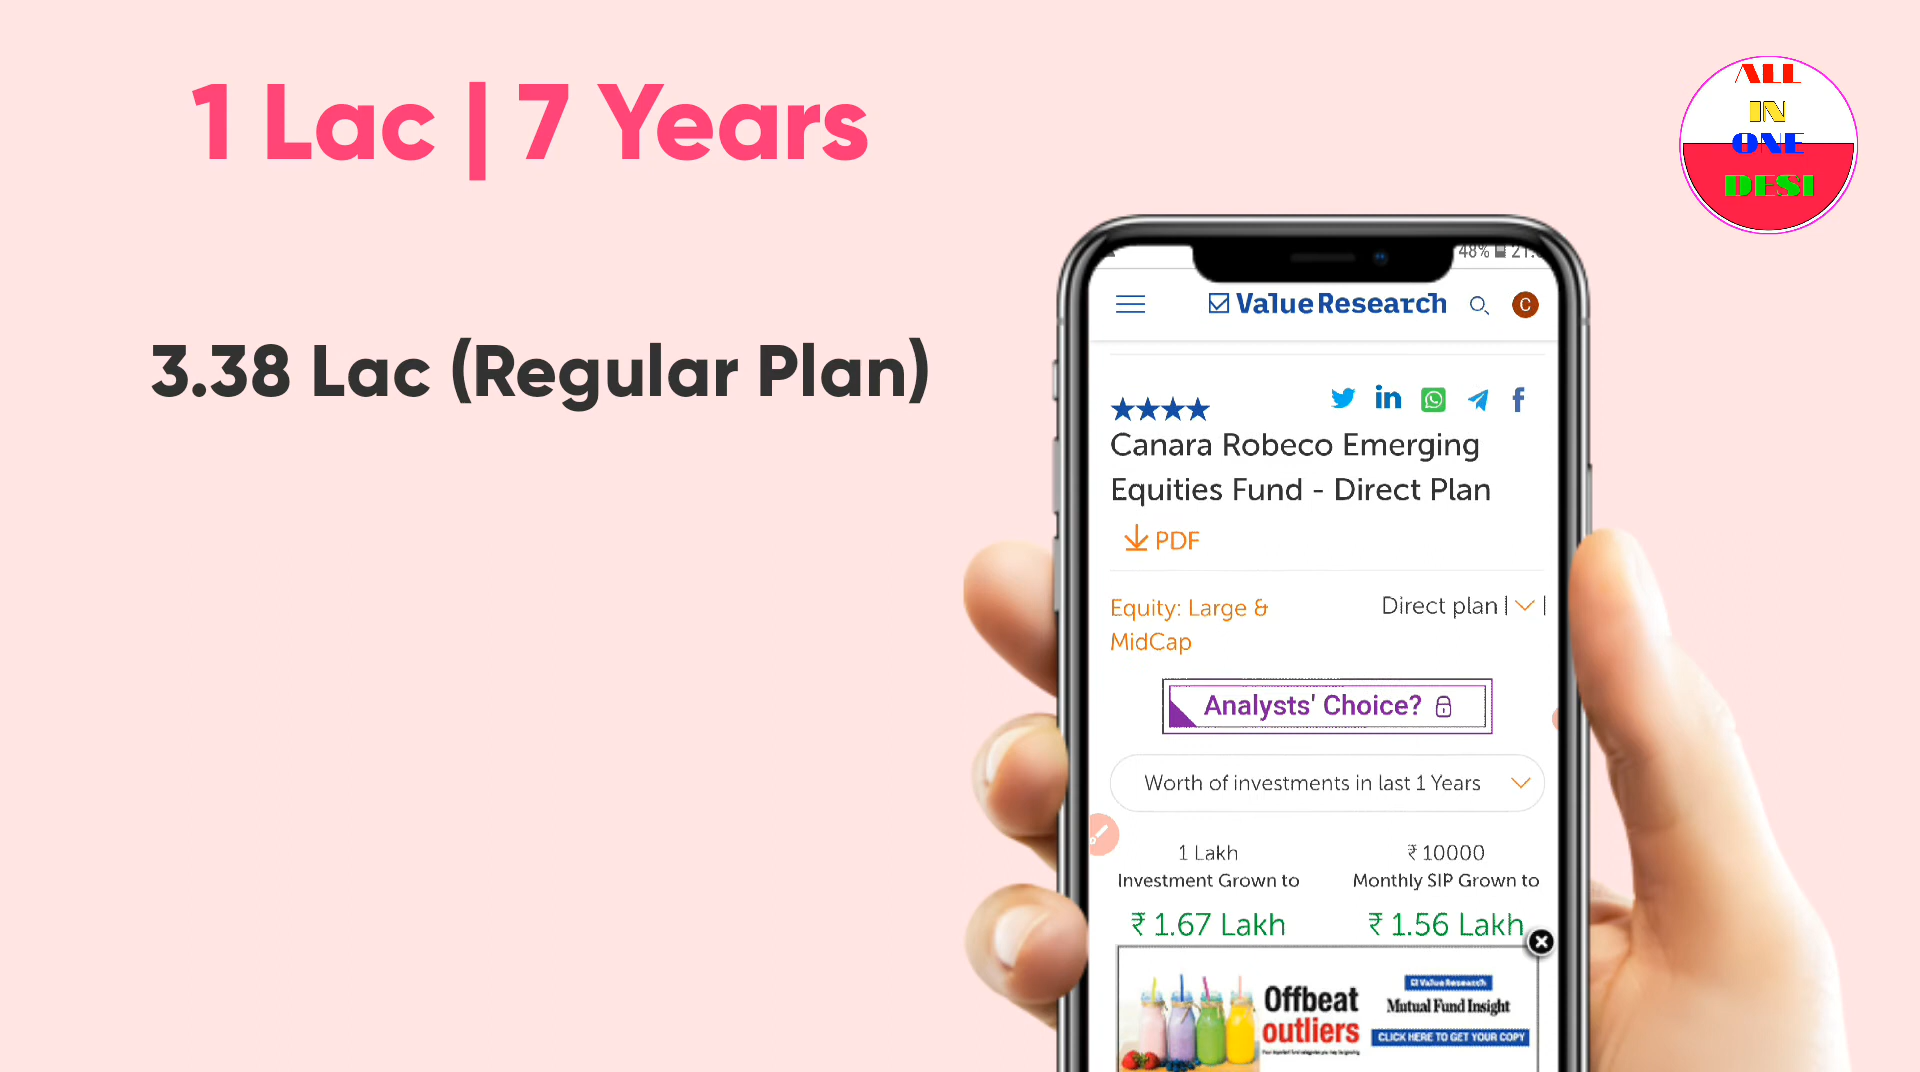 1 Lac | 7 Years
ALL
IN
ONE
DESI
3.38 Lac (Regular Plan)
48%
ValueResearch
C
in
f
Canara Robeco Emerging
Equities Fund - Direct Plan
PDF
Equity: Large &
MidCap
Direct plan |
Analysts' Choice?
Worth of investments in last 1 Years
1 Lakh
Investment Grown to
₹ 1.67 Lakh
₹ 10000
Monthly SIP Grown to
₹ 1.56 Lakh
Offbeat
outliers
Value Research
Mutual Fund Insight
CLICK HERE TO GET YOUR COPY